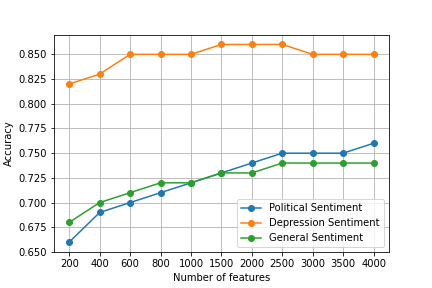 0.850
0.825
0.800
0.775
0.750
0.725
0.700
0.675
0.650
Accuracy
200 400 600 800 1000 1500 2000 2500 3000 3500 4000
Number of features
Political Sentiment
Depression Sentiment
General Sentiment